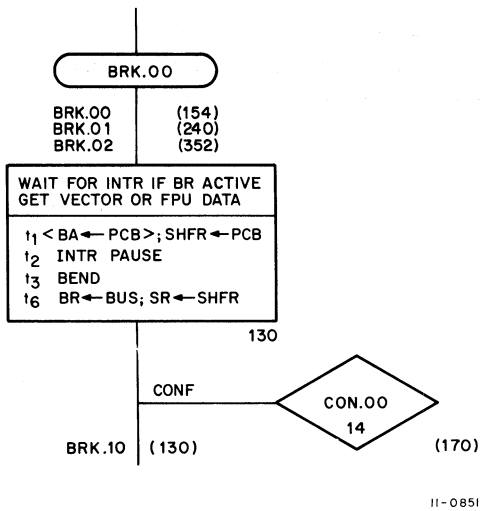 BRK.00
BRK.00 (154)
BRK.01 (240)
BRK.02 (352)
WAIT FOR INTR IF BR ACTIVE
GET VECTOR OR FPU DATA
t1 < BA ← PCB>; SHFR ← PCB
t2 INTR PAUSE
t3 BEND
t6 BR ← BUS; SR ← SHFR
130
CONF
CON.00
14
BRK.10 (130)
(170)
11-0851